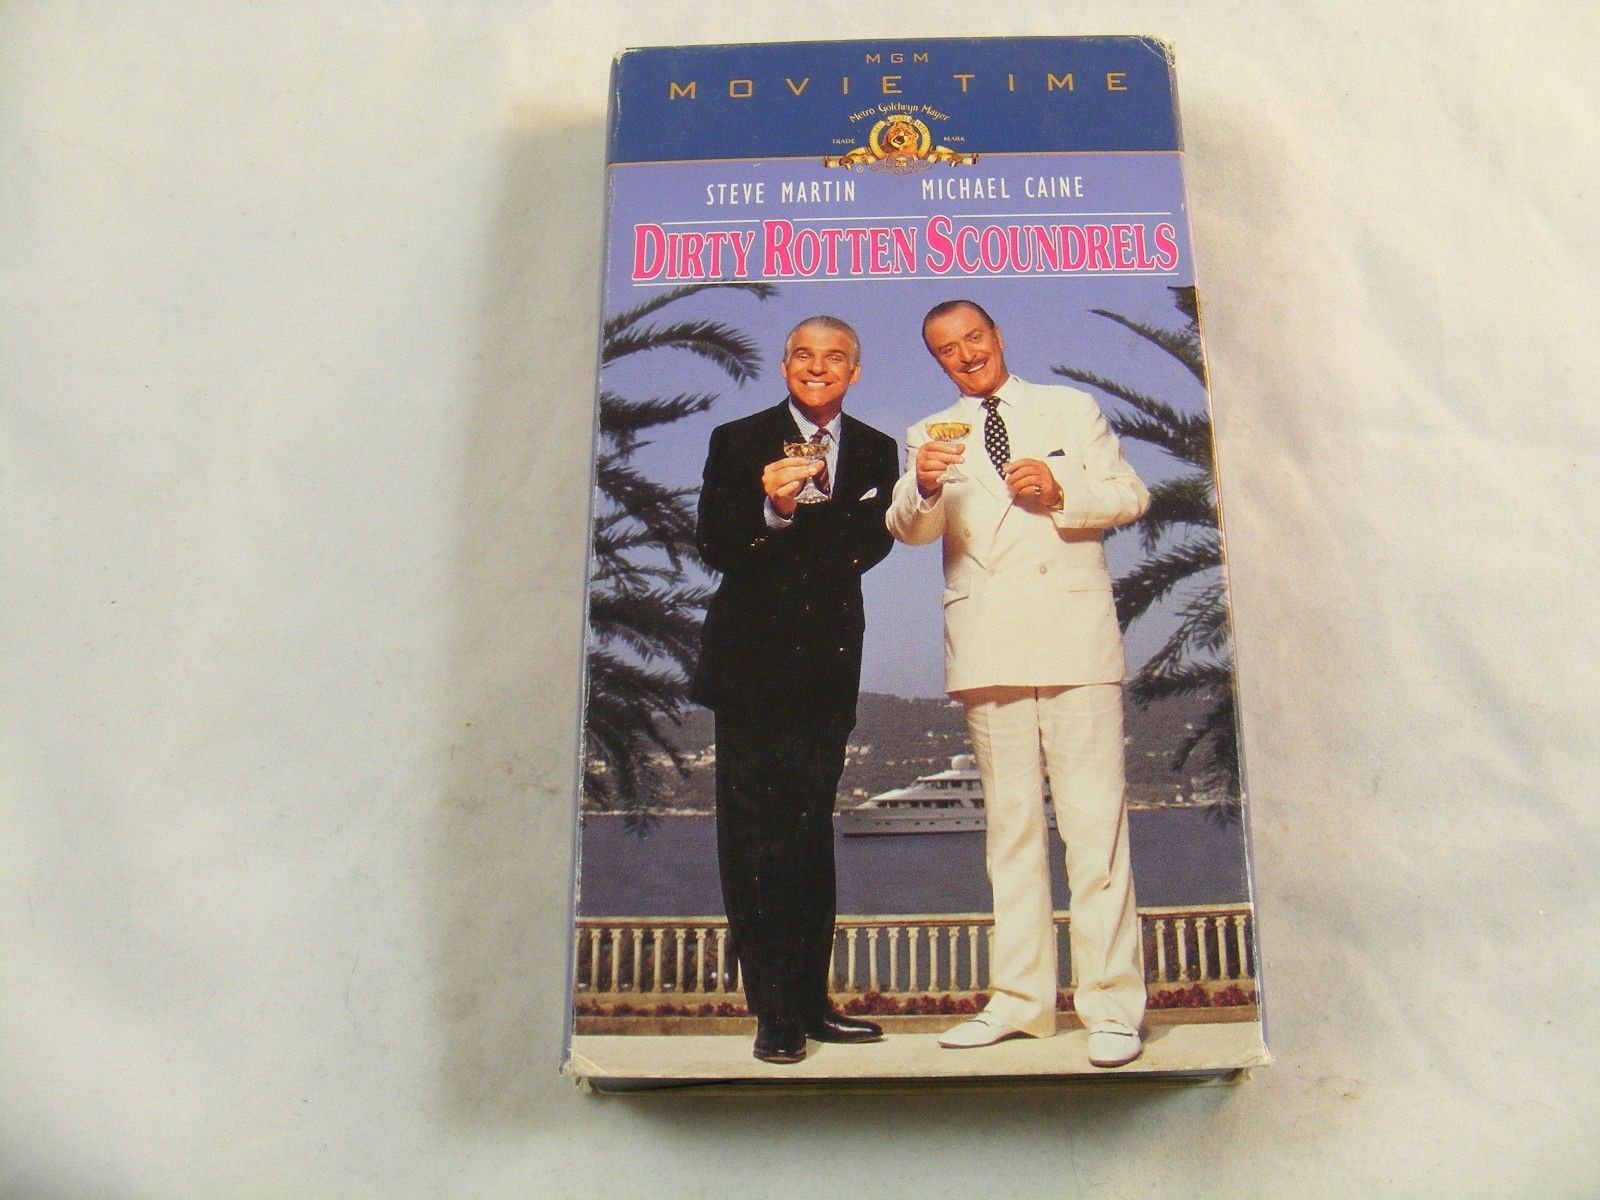 MGM
MOVIE TIME
Metro Goldwyn Mayer
TRADE MARK
STEVE MARTIN MICHAEL CAINE
DIRTY ROTTEN SCOUNDRELS